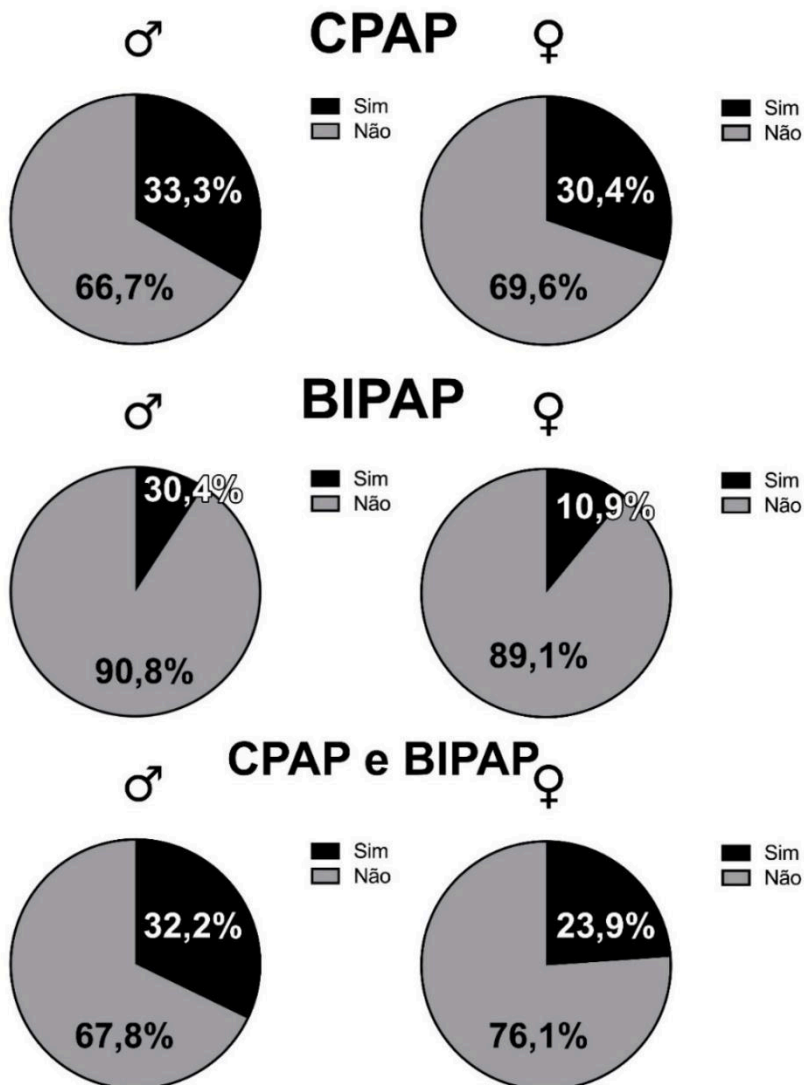 ♂ CPAP ♀
Sim
Não
33,3%
66,7%
Sim
Não
30,4%
69,6%
♂ BIPAP ♀
Sim
Não
30,4%
90,8%
Sim
Não
10,9%
89,1%
♂ CPAP e BIPAP ♀
Sim
Não
32,2%
67,8%
Sim
Não
23,9%
76,1%